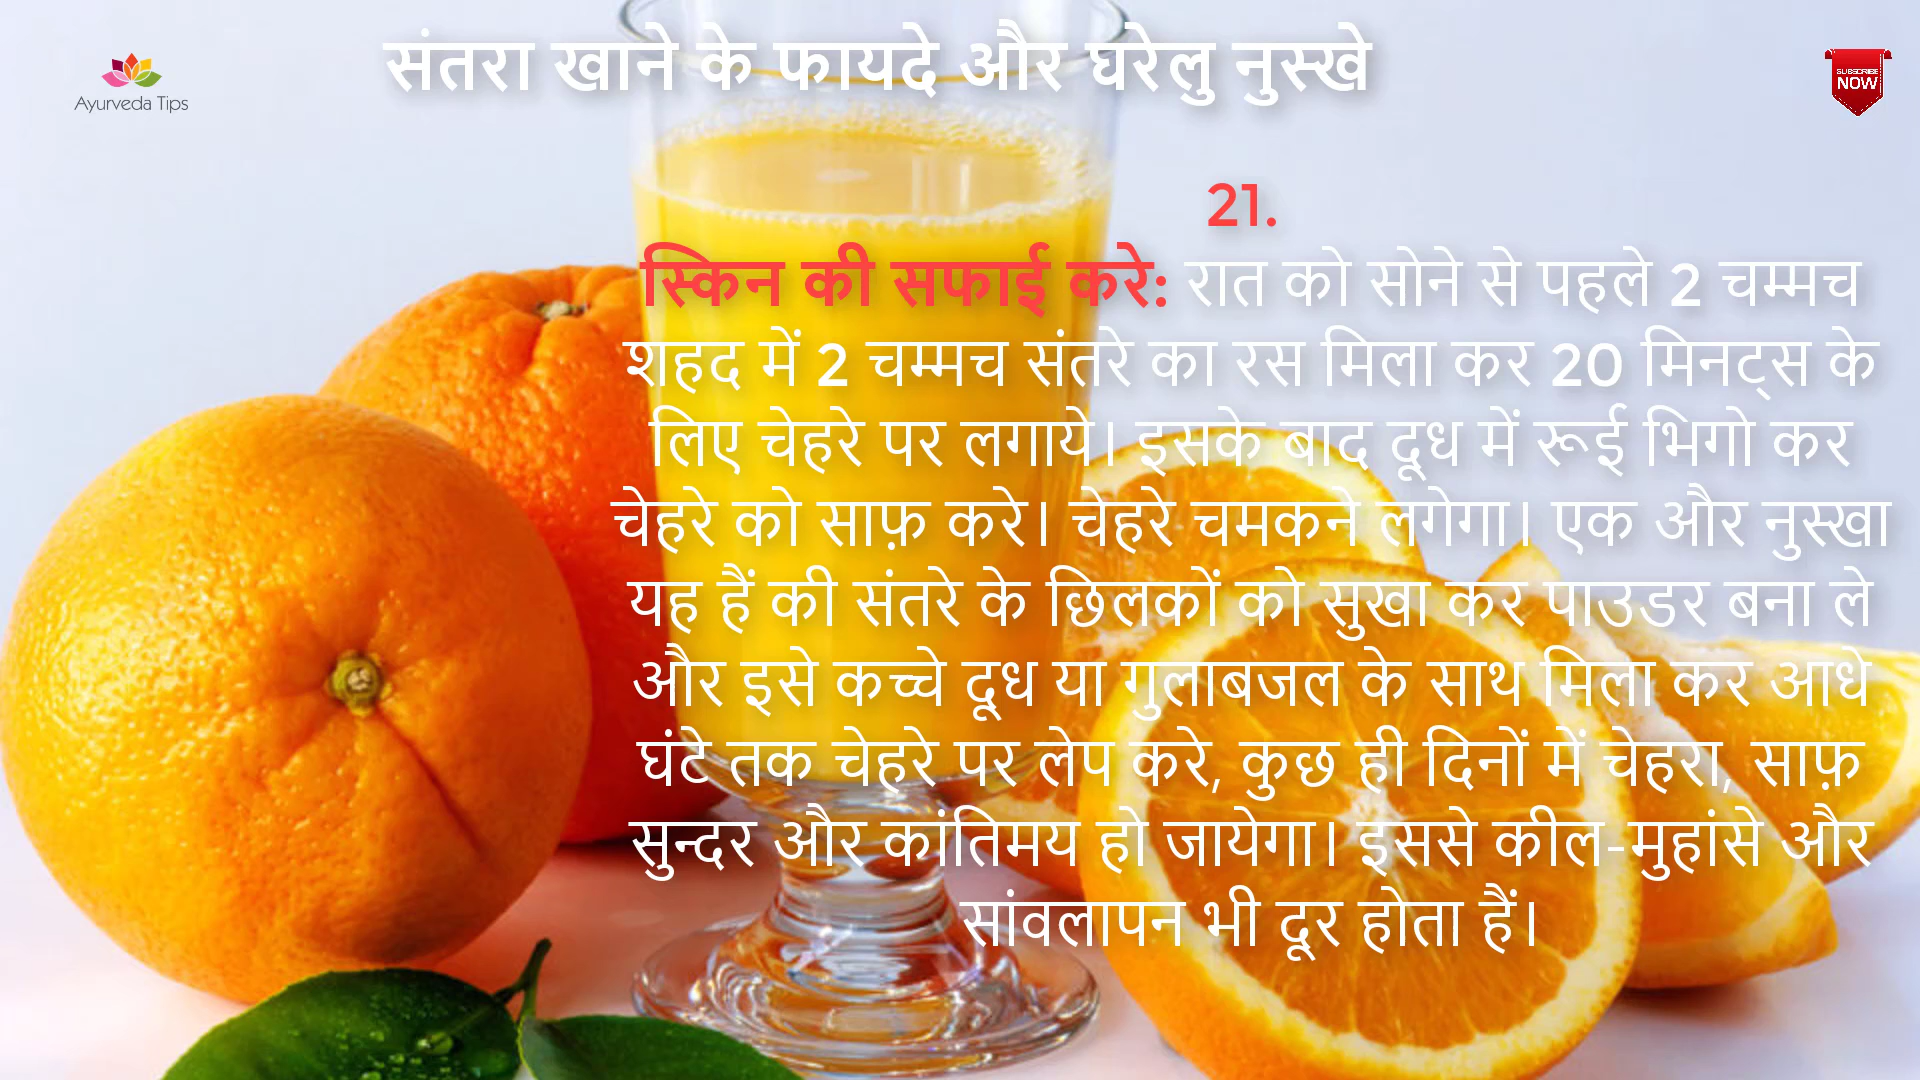 संतरा खाने के फायदे और घरेलु नुस्खे
Ayurveda Tips
SUBSCRIBE
NOW
21.
स्किन की सफाई करे: रात को सोने से पहले 2 चम्मच
शहद में 2 चम्मच संतरे का रस मिला कर 20 मिनट्स के
लिए चेहरे पर लगाये। इसके बाद दूध में रूई भिगो कर
चेहरे को साफ़ करे। चेहरे चमकने लगेगा। एक और नुस्खा
यह हैं की संतरे के छिलकों को सुखा कर पाउडर बना ले
और इसे कच्चे दूध या गुलाबजल के साथ मिला कर आधे
घंटे तक चेहरे पर लेप करे, कुछ ही दिनों में चेहरा, साफ़
सुन्दर और कांतिमय हो जायेगा। इससे कील-मुहांसे और
सांवलापन भी दूर होता हैं।